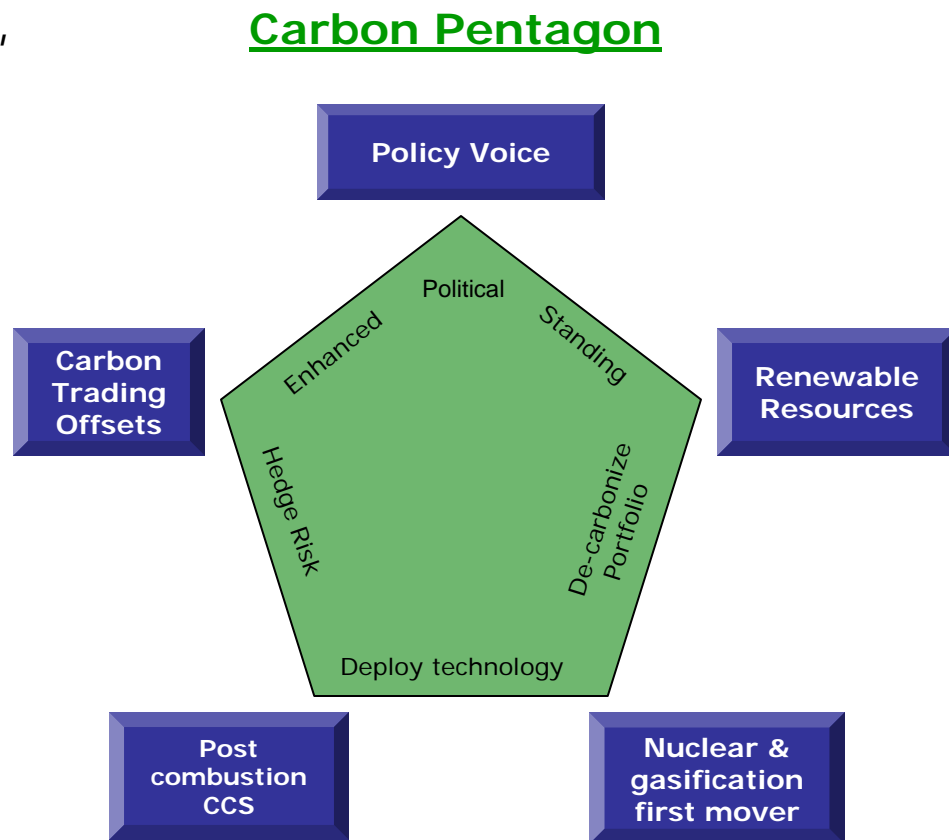 Carbon Pentagon
Policy Voice
Political
Enhanced
Standing
Carbon
Trading
Offsets
Renewable
Resources
Hedge Risk
De-carbonize
Portfolio
Deploy technology
Post
combustion
CCS
Nuclear &
gasification
first mover